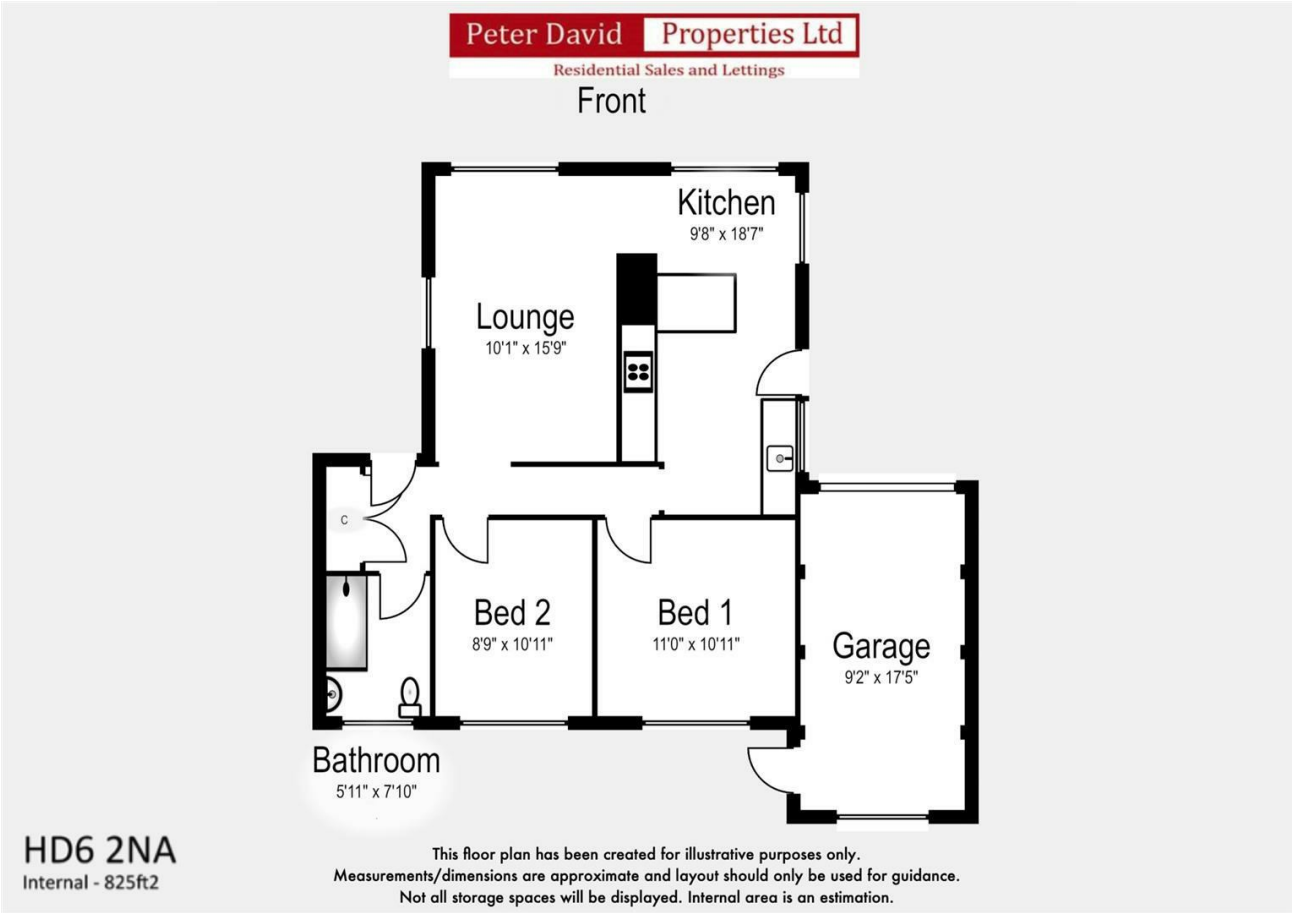 Peter David Properties Ltd
Residential Sales and Lettings
Front
Kitchen
9'8" x 18'7"
Lounge
10'1" x 15'9"
C
Bed 2
8'9" x 10'11"
Bed 1
11'0" x 10'11"
Garage
9'2" x 17'5"
Bathroom
5'11" x 7'10"
HD6 2NA
Internal - 825ft2
This floor plan has been created for illustrative purposes only.
Measurements/dimensions are approximate and layout should only be used for guidance.
Not all storage spaces will be displayed. Internal area is an estimation.